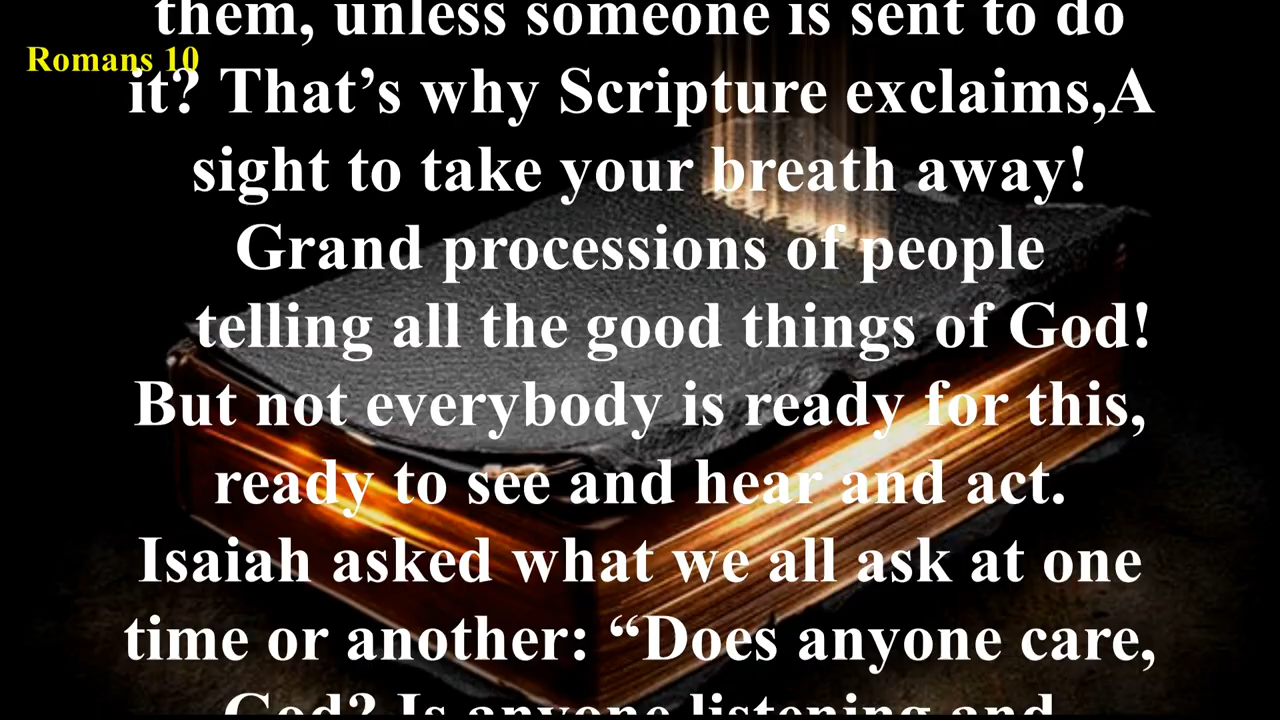 them, unless someone is sent to do
Romans 10
it? That’s why Scripture exclaims,A
sight to take your breath away!
Grand processions of people
telling all the good things of God!
But not everybody is ready for this,
ready to see and hear and act.
Isaiah asked what we all ask at one
time or another: “Does anyone care,
God? Is anyone listening and